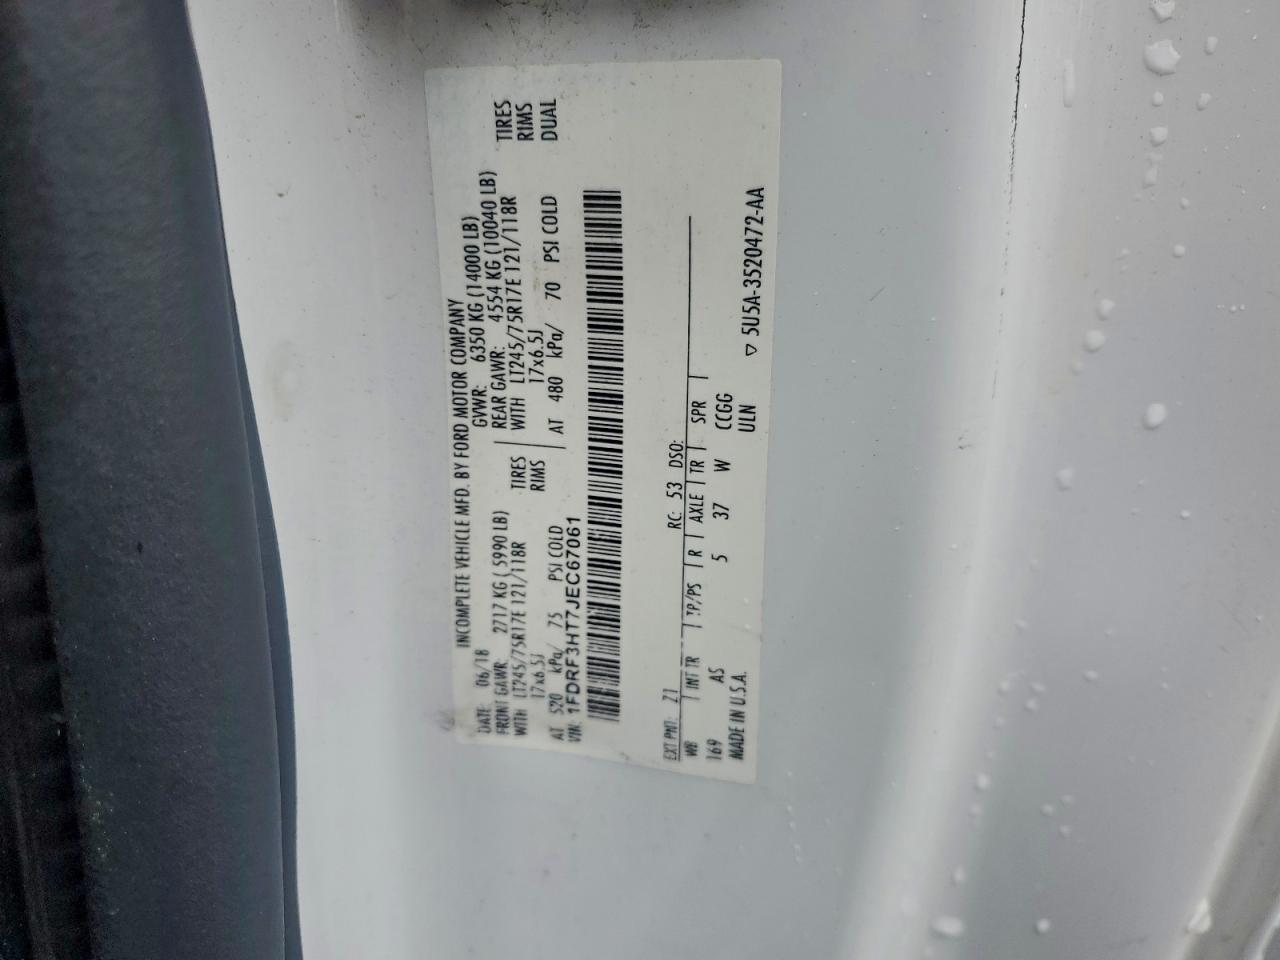 INCOMPLETE VEHICLE MFD. BY FORD MOTOR COMPANY
DATE: 06/18 GVWR: 6350 KG (14000 LB)
FRONT GAWR: 2717 KG (5990 LB) REAR GAWR: 4554 KG (10040 LB)
WITH LT245/75R17E 121/118R TIRES WITH LT245/75R17E 121/118R TIRES
17x6.5J RIMS 17x6.5J RIMS
AT 520 kPa/ 75 PSI COLD AT 480 kPa/ 70 PSI COLD DUAL
VIN: 1FDRF3HT7JEC67061
EXT PNT: Z1 RC: 53 DSO:
WB INT TR TP/PS R AXLE TR SPR
169 AS 5 37 W CCGG
MADE IN U.S.A. ULN
▽ 5U5A-3520472-AA